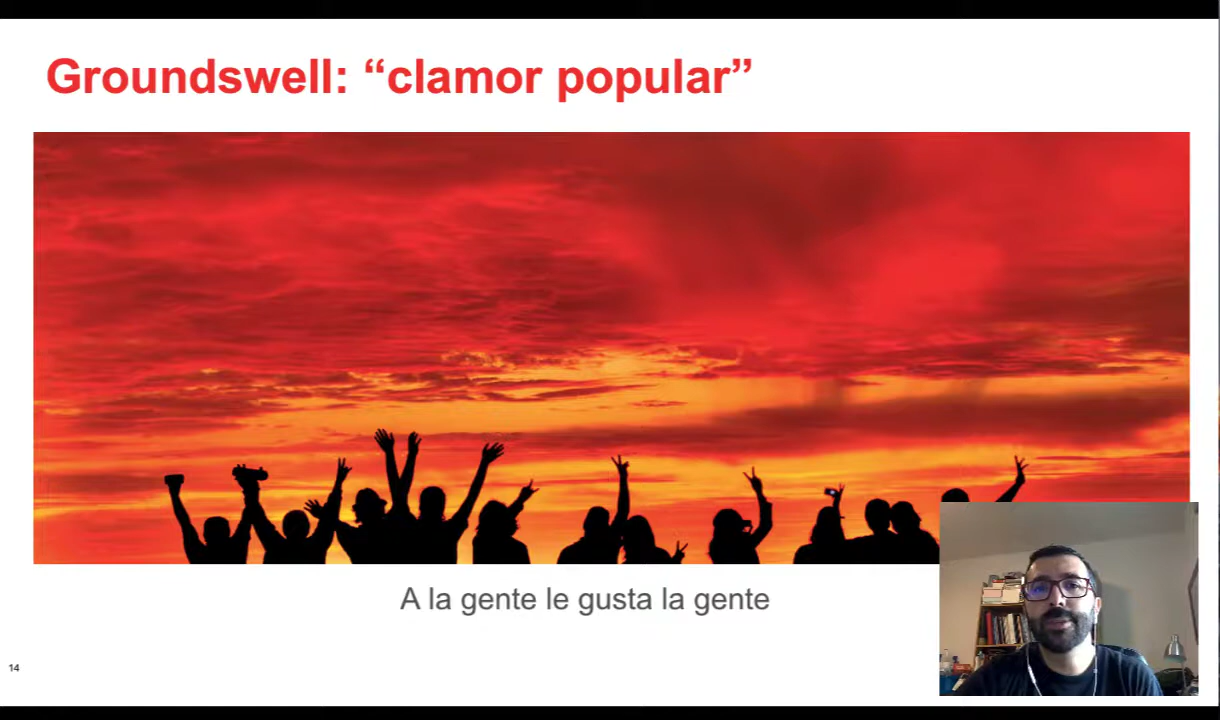 Groundswell: “clamor popular”
A la gente le gusta la gente
14